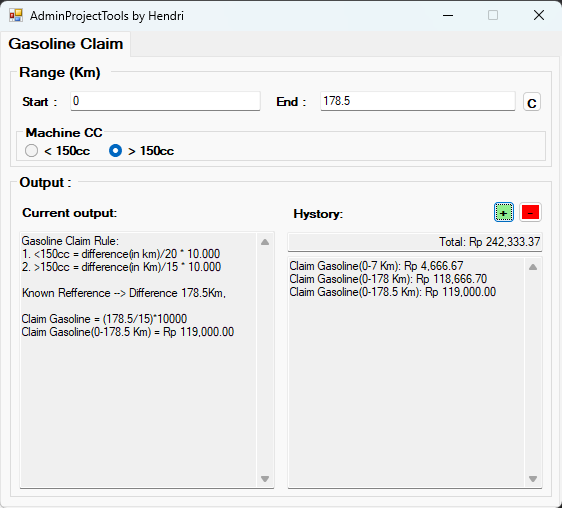 AdminProjectTools by Hendri
Gasoline Claim
Range (Km)
Start : 0 End : 178.5 C
Machine CC
< 150cc > 150cc
Output :
Current output: Hystory: + -
Total: Rp 242,333.37
Gasoline Claim Rule:
1. <150cc = difference(in km)/20 * 10.000
2. >150cc = difference(in Km)/15 * 10.000
Known Refference --> Difference 178.5Km,
Claim Gasoline = (178.5/15)*10000
Claim Gasoline(0-178.5 Km) = Rp 119,000.00
Claim Gasoline(0-7 Km): Rp 4,666.67
Claim Gasoline(0-178 Km): Rp 118,666.70
Claim Gasoline(0-178.5 Km): Rp 119,000.00